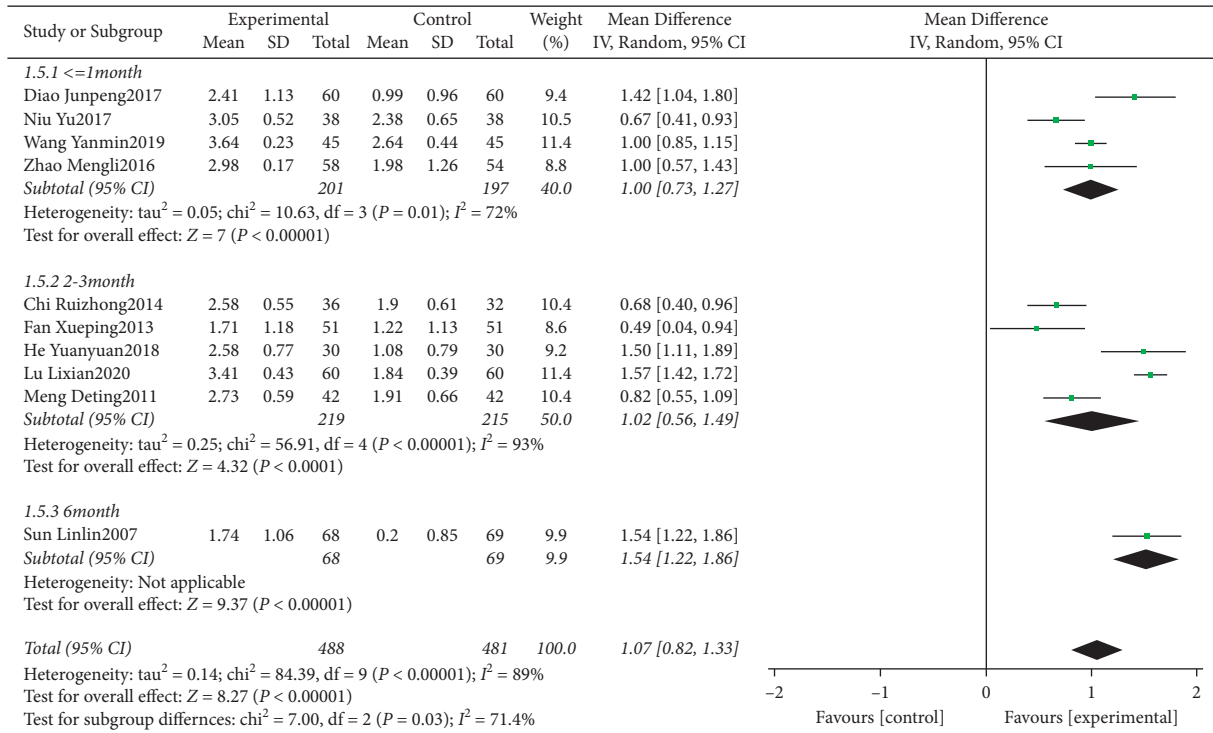 Study or Subgroup Experimental Control Weight Mean Difference Mean Difference
Mean SD Total Mean SD Total (%) IV, Random, 95% CI IV, Random, 95% CI
1.5.1 <=1month
Diao Junpeng2017 2.41 1.13 60 0.99 0.96 60 9.4 1.42 [1.04, 1.80]
Niu Yu2017 3.05 0.52 38 2.38 0.65 38 10.5 0.67 [0.41, 0.93]
Wang Yanmin2019 3.64 0.23 45 2.64 0.44 45 11.4 1.00 [0.85, 1.15]
Zhao Mengli2016 2.98 0.17 58 1.98 1.26 54 8.8 1.00 [0.57, 1.43]
Subtotal (95% CI) 201 197 40.0 1.00 [0.73, 1.27]
Heterogeneity: tau² = 0.05; chi² = 10.63, df = 3 (P = 0.01); I² = 72%
Test for overall effect: Z = 7 (P < 0.00001)
1.5.2 2-3month
Chi Ruizhong2014 2.58 0.55 36 1.9 0.61 32 10.4 0.68 [0.40, 0.96]
Fan Xueping2013 1.71 1.18 51 1.22 1.13 51 8.6 0.49 [0.04, 0.94]
He Yuanyuan2018 2.58 0.77 30 1.08 0.79 30 9.2 1.50 [1.11, 1.89]
Lu Lixian2020 3.41 0.43 60 1.84 0.39 60 11.4 1.57 [1.42, 1.72]
Meng Deting2011 2.73 0.59 42 1.91 0.66 42 10.4 0.82 [0.55, 1.09]
Subtotal (95% CI) 219 215 50.0 1.02 [0.56, 1.49]
Heterogeneity: tau² = 0.25; chi² = 56.91, df = 4 (P < 0.00001); I² = 93%
Test for overall effect: Z = 4.32 (P < 0.0001)
1.5.3 6month
Sun Linlin2007 1.74 1.06 68 0.2 0.85 69 9.9 1.54 [1.22, 1.86]
Subtotal (95% CI) 68 69 9.9 1.54 [1.22, 1.86]
Heterogeneity: Not applicable
Test for overall effect: Z = 9.37 (P < 0.00001)
Total (95% CI) 488 481 100.0 1.07 [0.82, 1.33]
Heterogeneity: tau² = 0.14; chi² = 84.39, df = 9 (P < 0.00001); I² = 89%
Test for overall effect: Z = 8.27 (P < 0.00001)
Test for subgroup differnces: chi² = 7.00, df = 2 (P = 0.03); I² = 71.4%
−2 −1 0 1 2
Favours [control] Favours [experimental]